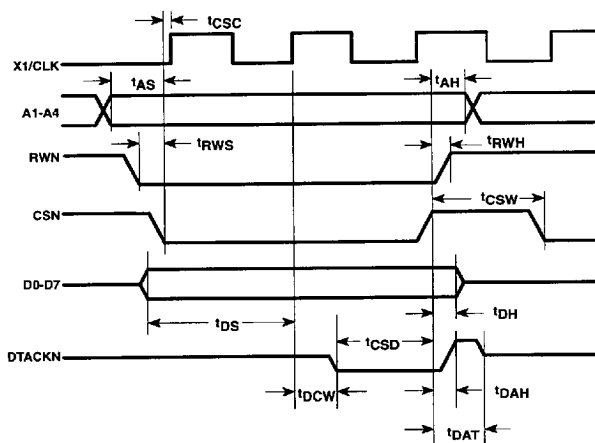 tCSC
X1/CLK
tAS
tAH
A1-A4
tRWS
tRWH
RWN
tCSW
CSN
D0-D7
tDS
tDH
tCSD
DTACKN
tDCW
tDAH
tDAT